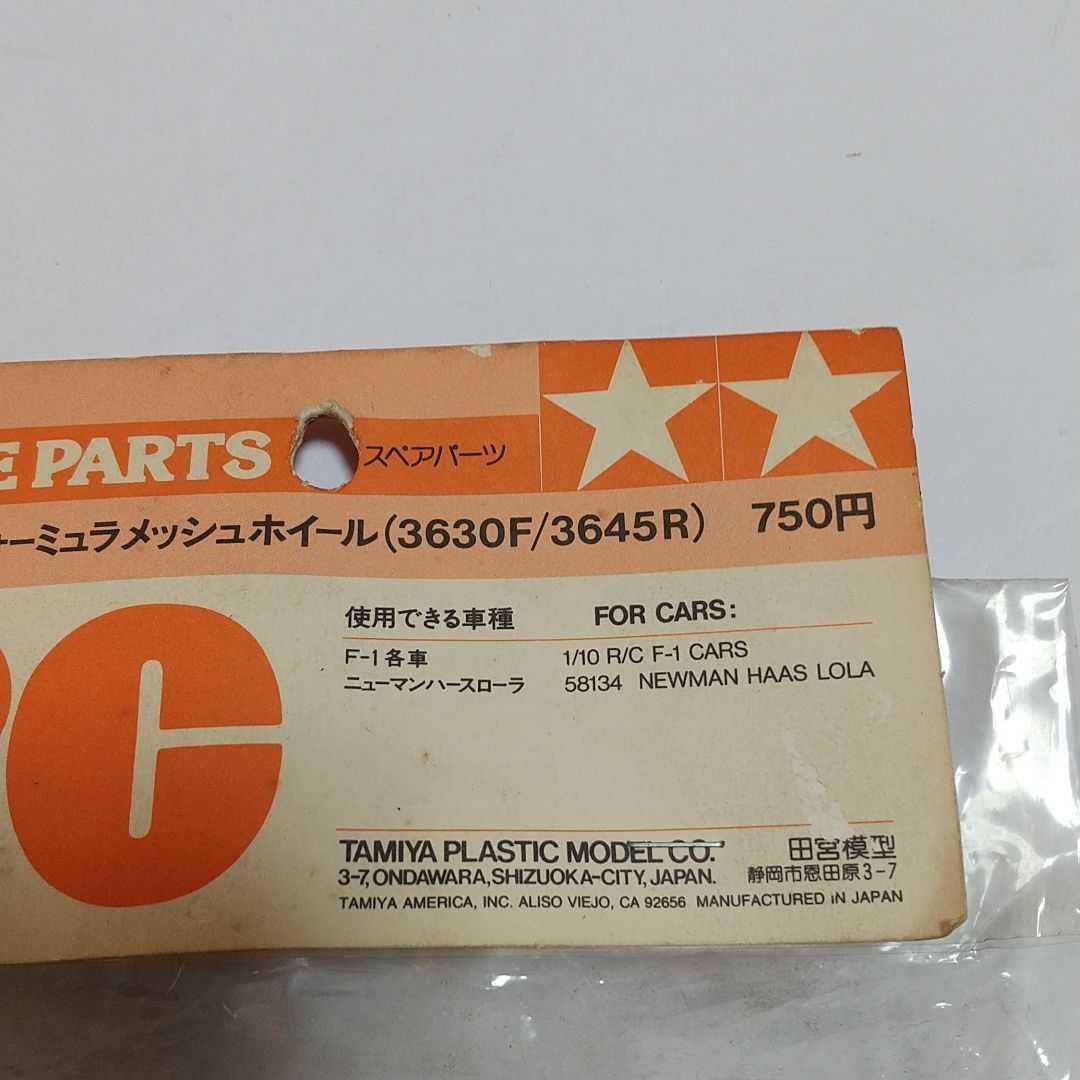 E PARTS
スペアパーツ
ォーミュラメッシュホイール(3630F/3645R) 750円
C
使用できる車種 FOR CARS:
F-1各車 1/10 R/C F-1 CARS
ニューマンハースローラ 58134 NEWMAN HAAS LOLA
TAMIYA PLASTIC MODEL CO. 田宮模型
3-7, ONDAWARA, SHIZUOKA-CITY, JAPAN. 静岡市恩田原3-7
TAMIYA AMERICA, INC. ALISO VIEJO, CA 92656 MANUFACTURED IN JAPAN